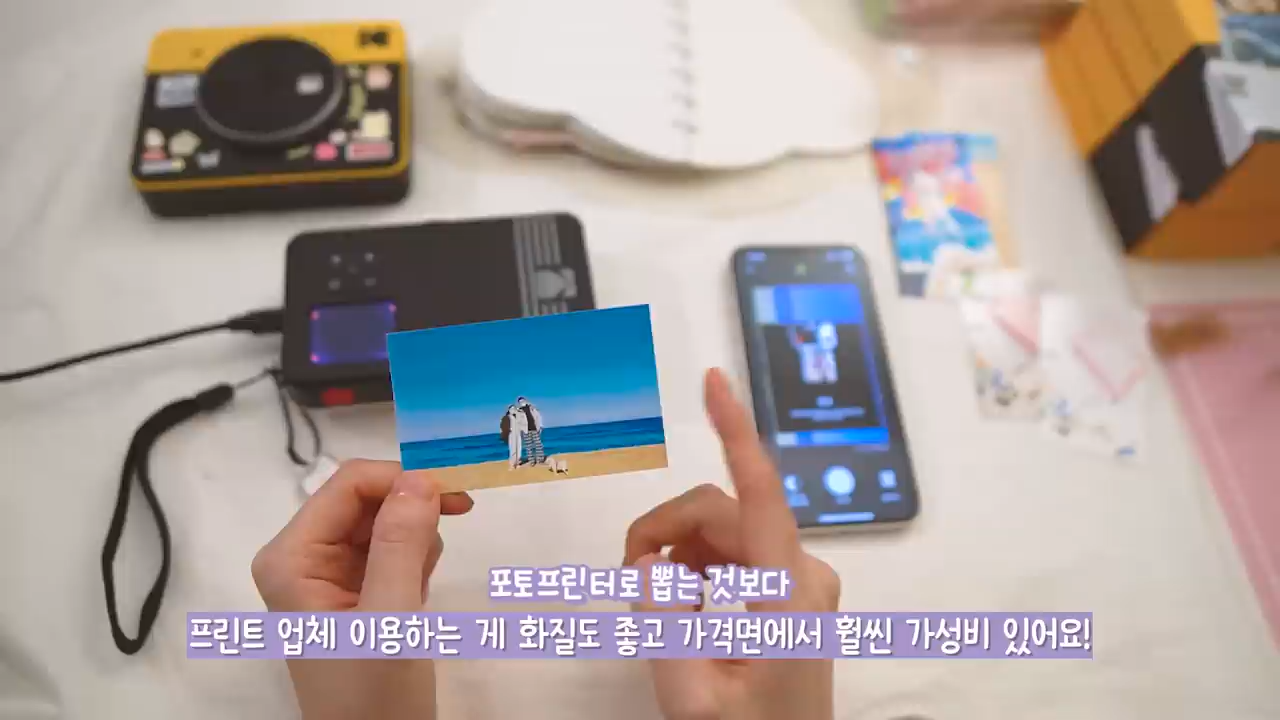 포토프린터로 뽑는 것보다
프린트 업체 이용하는 게 화질도 좋고 가격면에서 훨씬 가성비 있어요!